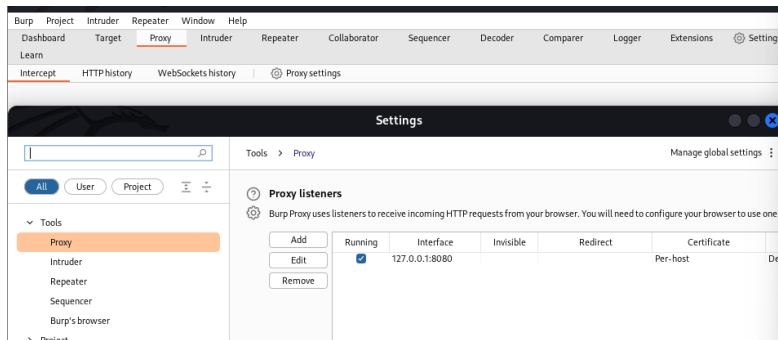 Burp Project Intruder Repeater Window Help
Dashboard Target Proxy Intruder Repeater Collaborator Sequencer Decoder Comparer Logger Extensions Setting
Learn
Intercept HTTP history WebSockets history Proxy settings
Settings
Tools > Proxy Manage global settings
All User Project
Proxy listeners
Burp Proxy uses listeners to receive incoming HTTP requests from your browser. You will need to configure your browser to use one
Tools
Proxy
Intruder
Repeater
Sequencer
Burp's browser
Project
Add
Edit
Remove
Running Interface Invisible Redirect Certificate
127.0.0.1:8080 Per-host De